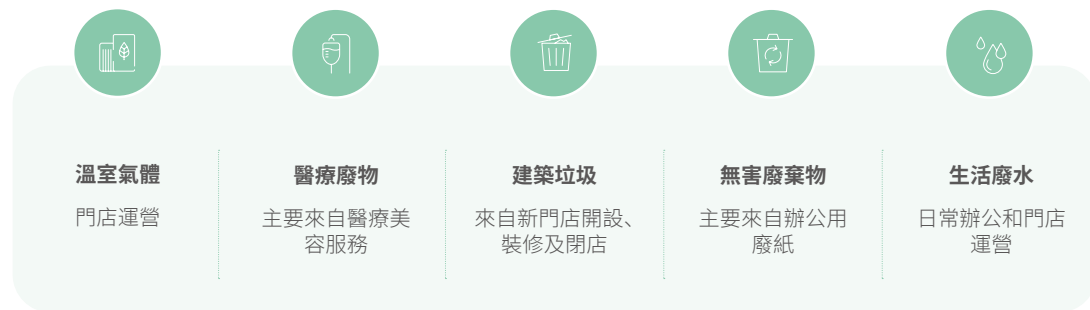 溫室氣體
門店運營
醫療廢物
主要來自醫療美
容服務
建築垃圾
來自新門店開設、
裝修及閉店
無害廢棄物
主要來自辦公用
廢紙
生活廢水
日常辦公和門店
運營